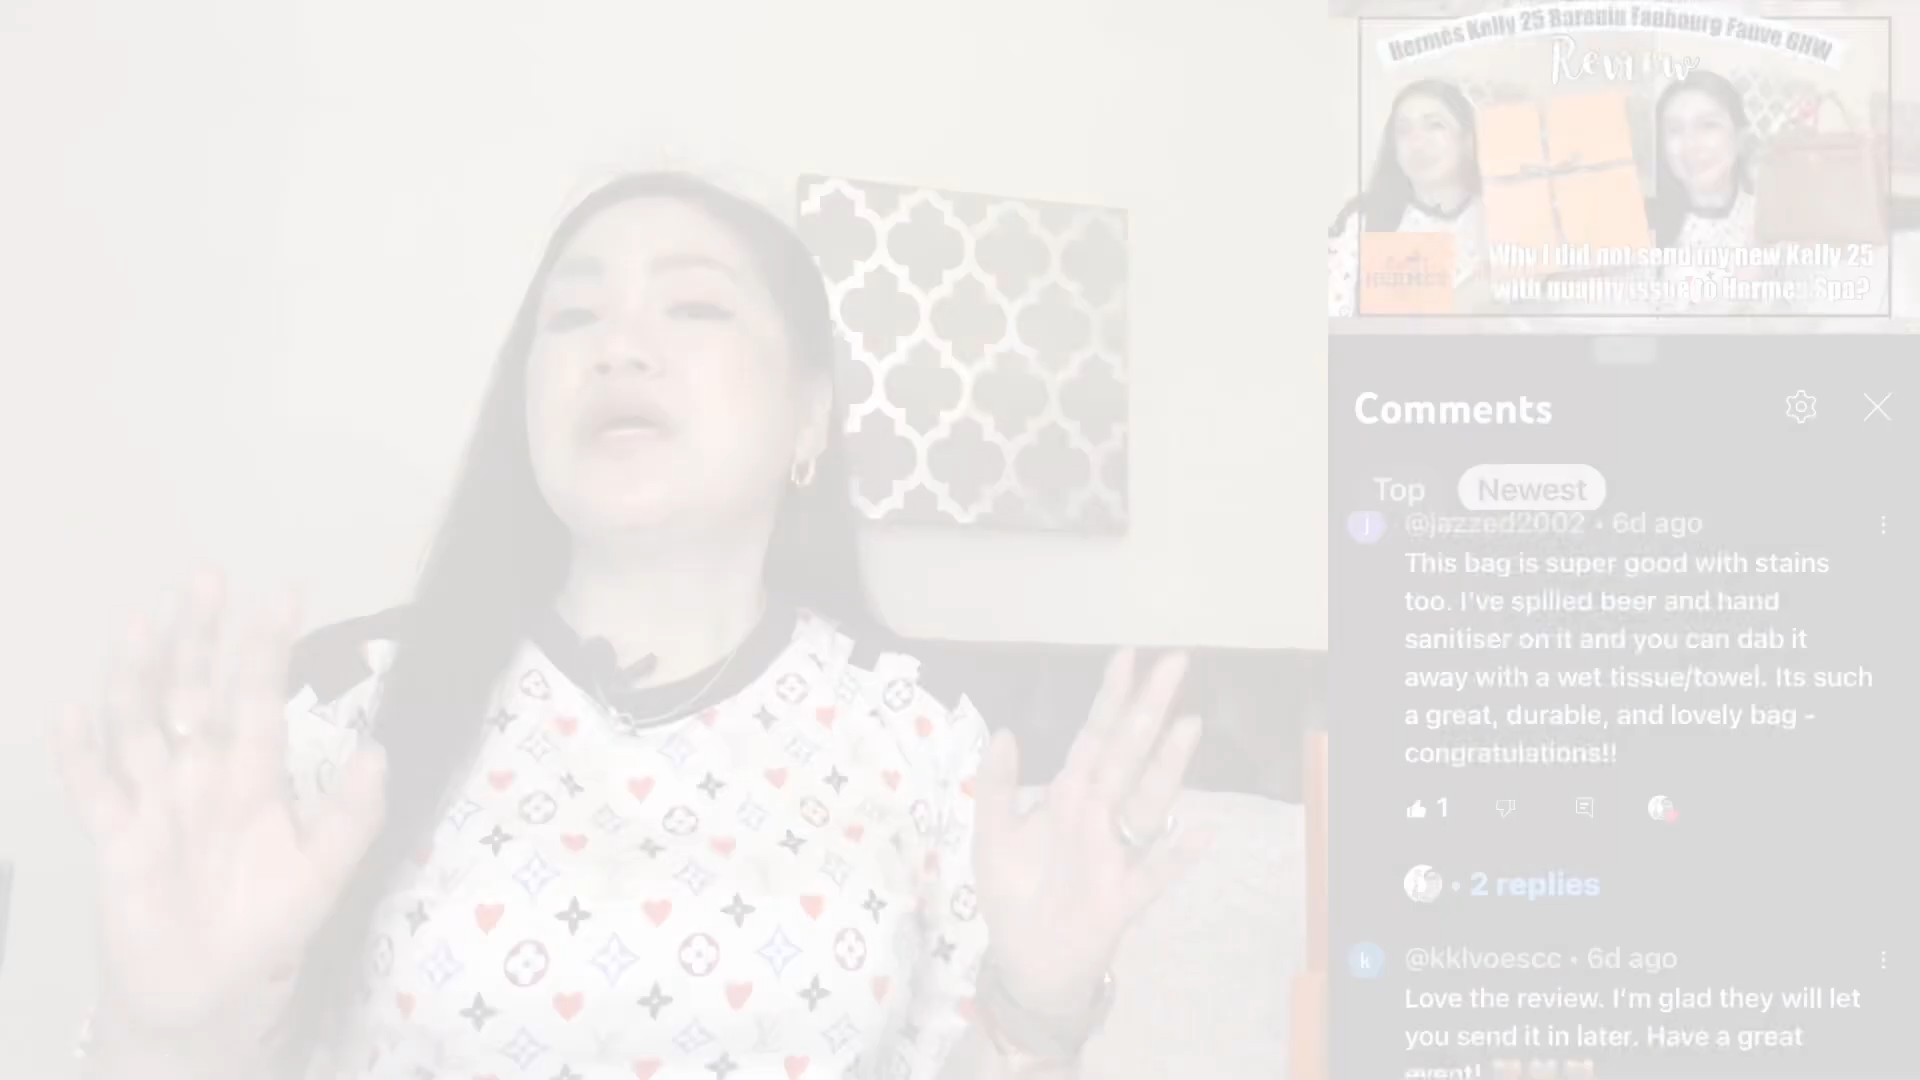 Hermès Kelly 25 Barenia Faubourg Fauve GHW
Review
HERMES
Why I did not send my new Kelly 25
with quality issue to Hermes Spa?
Comments
Top
Newest
J
@jazzed2002 • 6d ago
This bag is super good with stains
too. I've spilled beer and hand
sanitiser on it and you can dab it
away with a wet tissue/towel. Its such
a great, durable, and lovely bag -
congratulations!!
1
• 2 replies
k
@kklvoescc • 6d ago
Love the review. I'm glad they will let
you send it in later. Have a great
event!